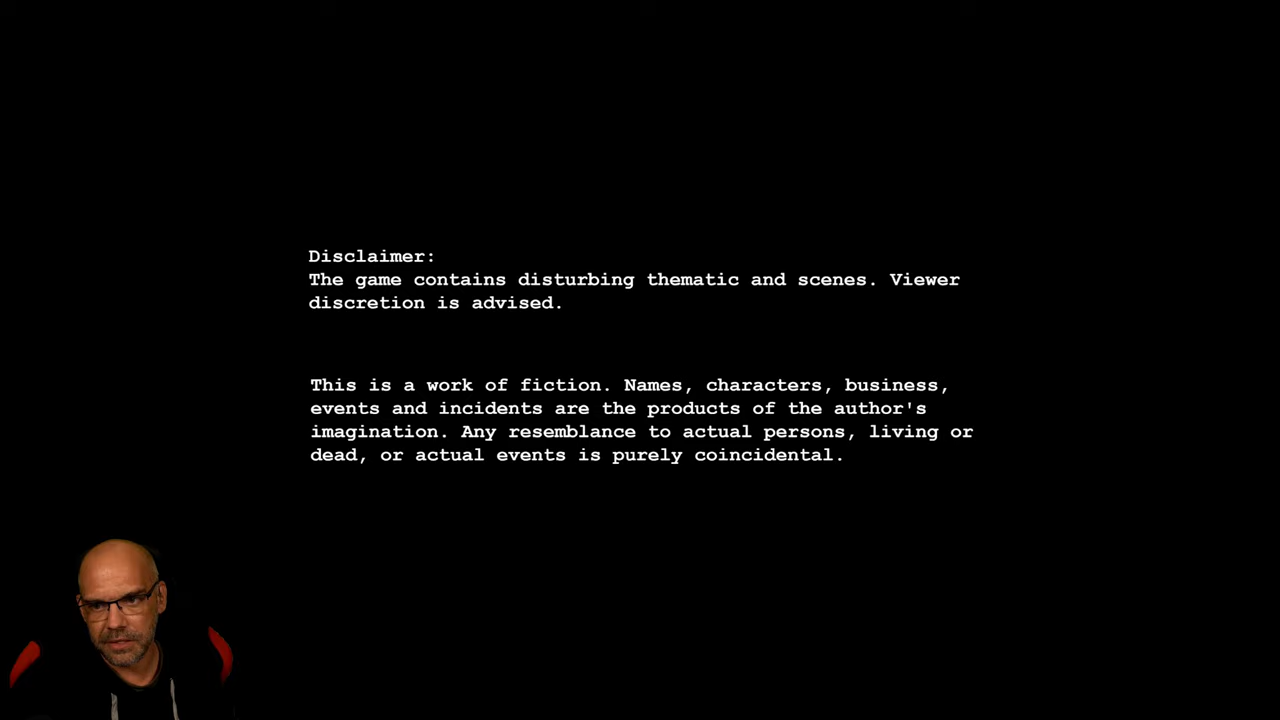 Disclaimer:
The game contains disturbing thematic and scenes. Viewer
discretion is advised.
This is a work of fiction. Names, characters, business,
events and incidents are the products of the author's
imagination. Any resemblance to actual persons, living or
dead, or actual events is purely coincidental.